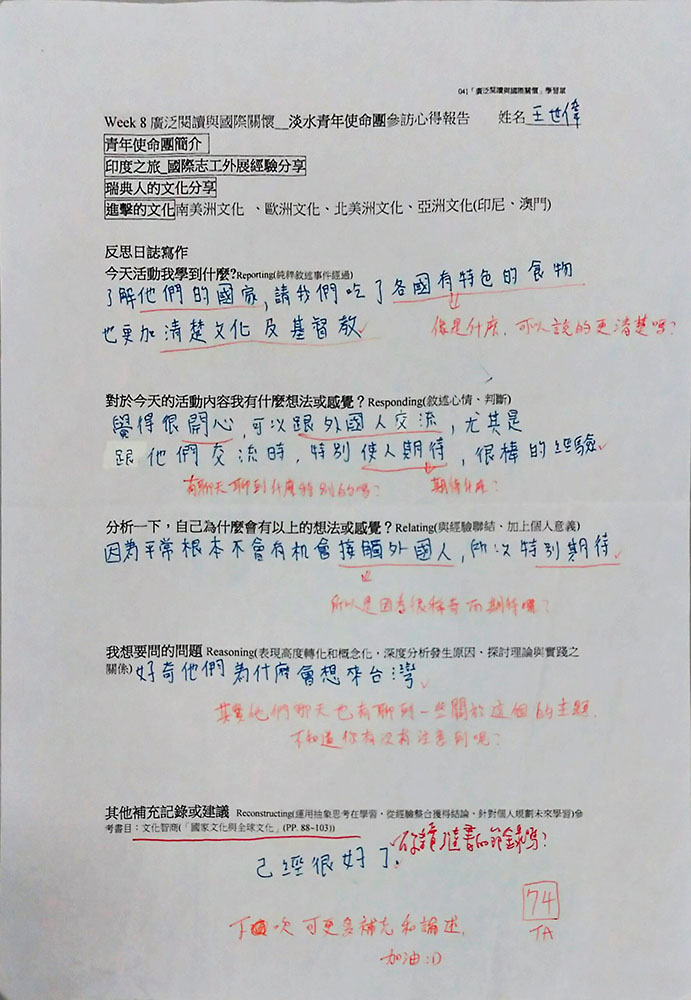 041「廣泛閱讀與國際關懷」學習單
Week 8 廣泛閱讀與國際關懷__淡水青年使命團參訪心得報告 姓名 王世偉
青年使命團簡介
印度之旅_國際志工外展經驗分享
瑞典人的文化分享
進擊的文化南美洲文化 、歐洲文化、北美洲文化、亞洲文化(印尼、澳門)
反思日誌寫作
今天活動我學到什麼?Reporting(純粹敘述事件經過)
了解他們的國家,請我們吃了各國有特色的食物
也更加清楚文化及基督教
像是什麼,可以說的更清楚嗎?
對於今天的活動內容我有什麼想法或感覺？Responding(敘述心情、判斷)
覺得很開心,可以跟外國人交流,尤其是
跟他們交流時,特別使人期待,很棒的經驗
有聊天聊到什麼特別的嗎? 期待什麼?
分析一下，自己為什麼會有以上的想法或感覺？Relating(與經驗聯結、加上個人意義)
因為平常根本不會有机會接觸外國人,所以特別期待
所以是因為很稀奇而期待囉?
我想要問的問題 Reasoning(表現高度轉化和概念化，深度分析發生原因、探討理論與實踐之
關係) 好奇他們為什麼會想來台灣
其實他們那天也有聊到一些關於這個的主題,
不知道你有沒有注意到呢?
其他補充記錄或建議 Reconstructing(運用抽象思考在學習，從經驗整合獲得結論，針對個人規劃未來學習)參
考書目：文化智商(「國家文化與全球文化」(PP. 88~103))
已經很好了.
下次可更多補充和論述,
加油:D
74
TA